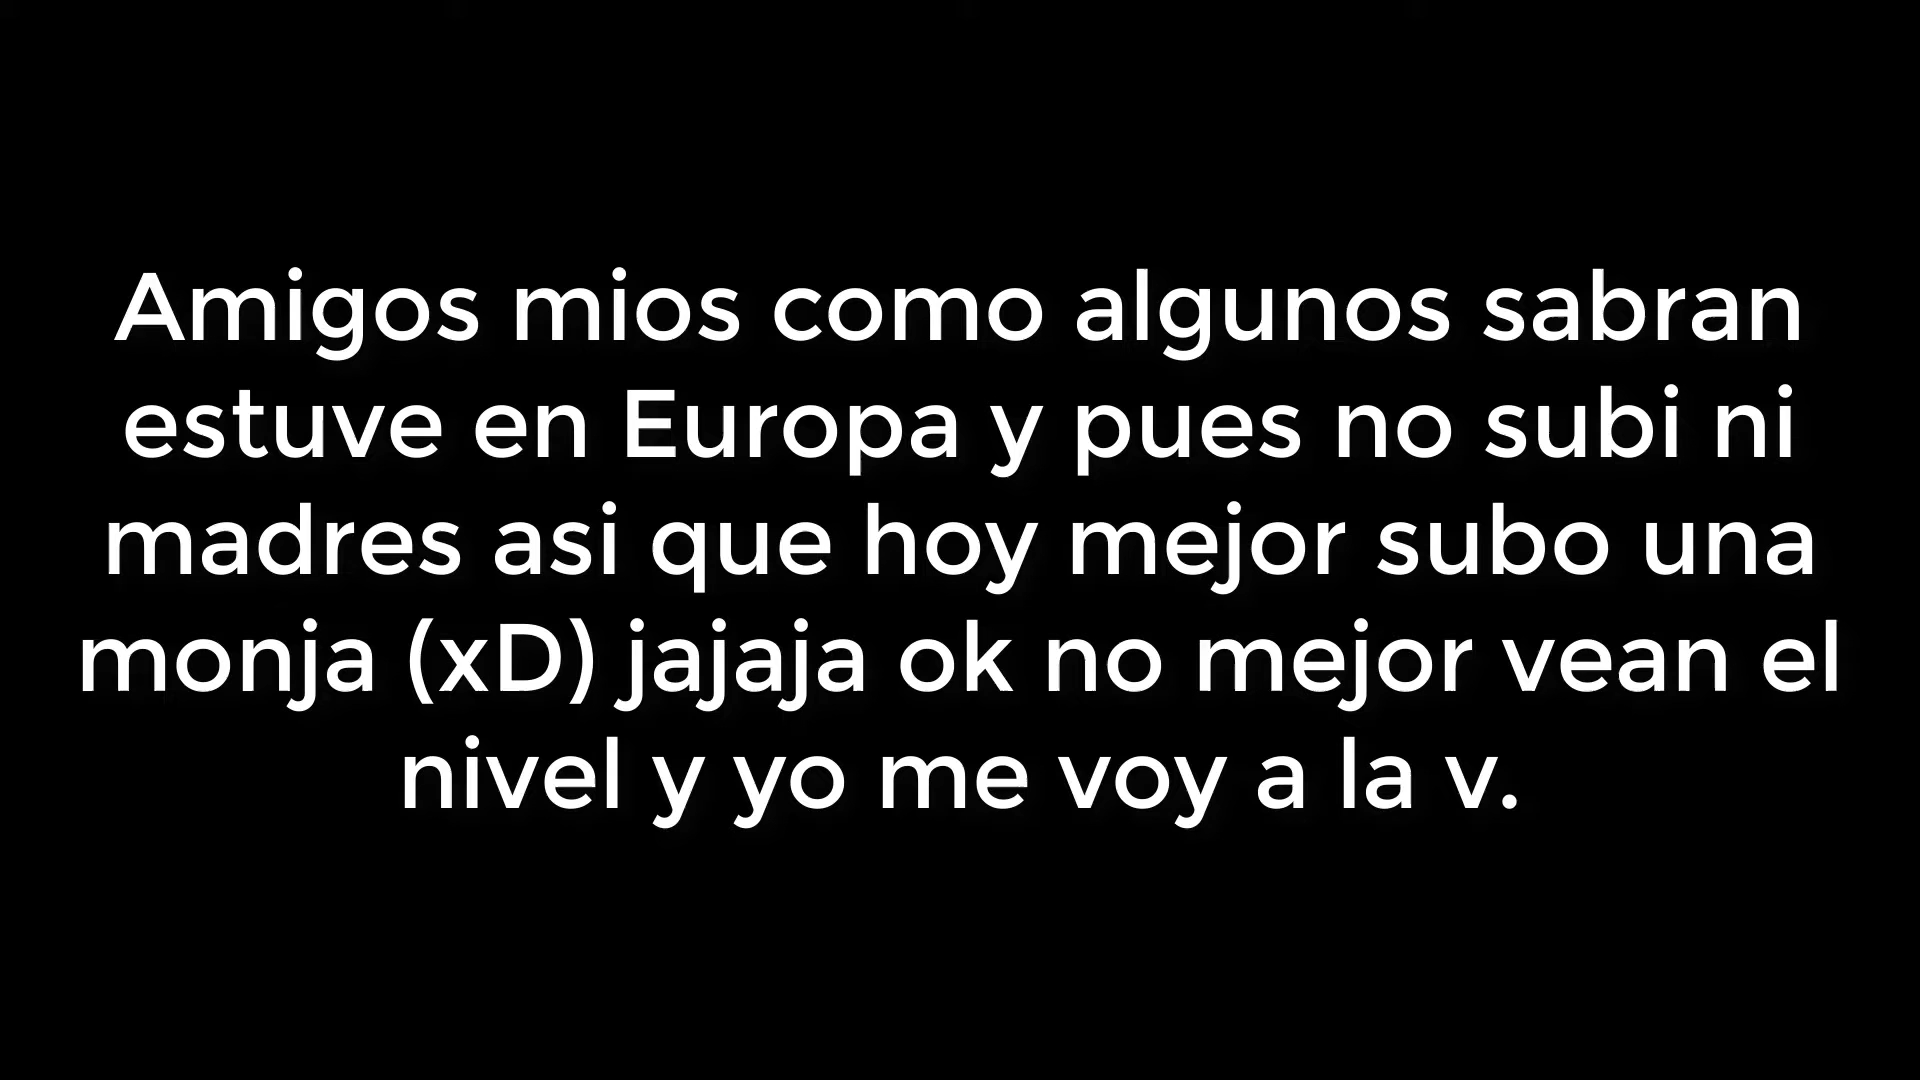 Amigos mios como algunos sabran
estuve en Europa y pues no subi ni
madres asi que hoy mejor subo una
monja (xD) jajaja ok no mejor vean el
nivel y yo me voy a la v.